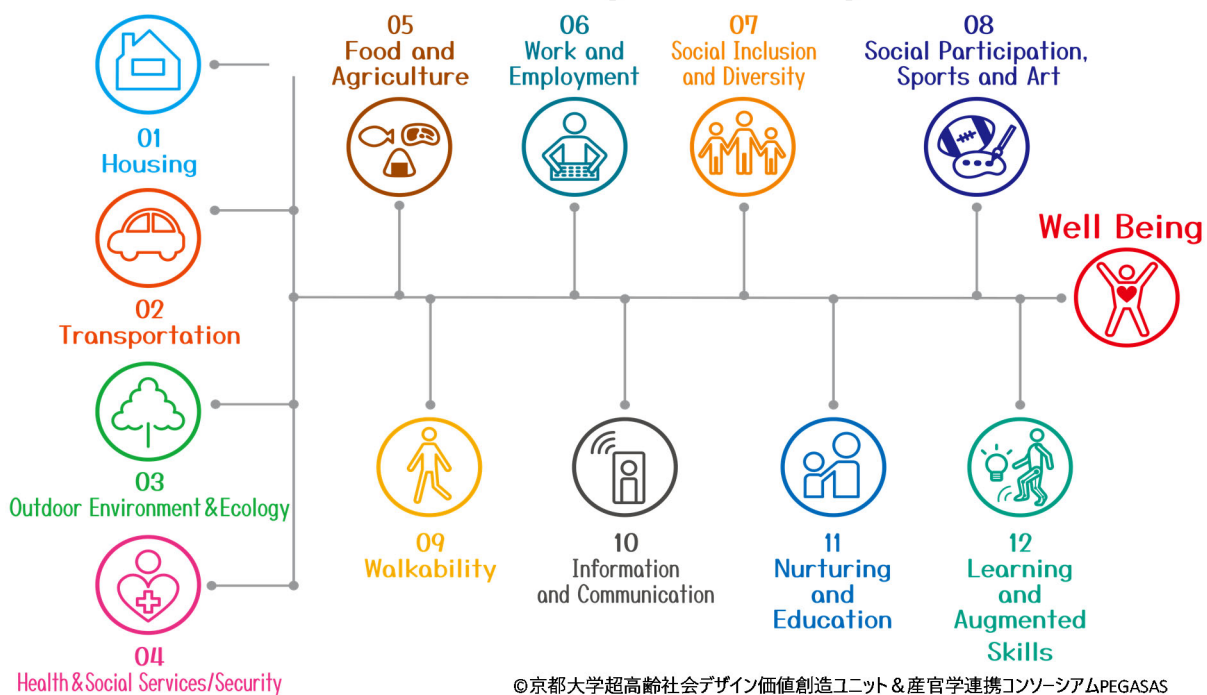 01
Housing
02
Transportation
03
Outdoor Environment&Ecology
04
Health&Social Services/Security
05
Food and
Agriculture
06
Work and
Employment
07
Social Inclusion
and Diversity
08
Social Participation,
Sports and Art
Well Being
09
Walkability
10
Information
and Communication
11
Nurturing
and
Education
12
Learning
and
Augmented
Skills
©京都大学超高齢社会デザイン価値創造ユニット&産官学連携コンソーシアムPEGASAS